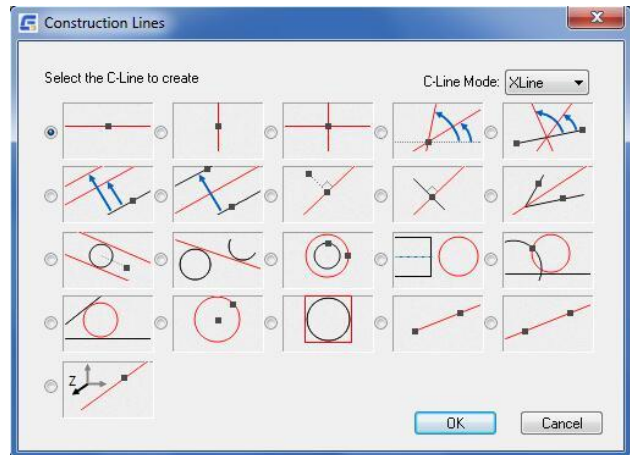 Construction Lines
Select the C-Line to create
C-Line Mode: XLine
Z
OK Cancel